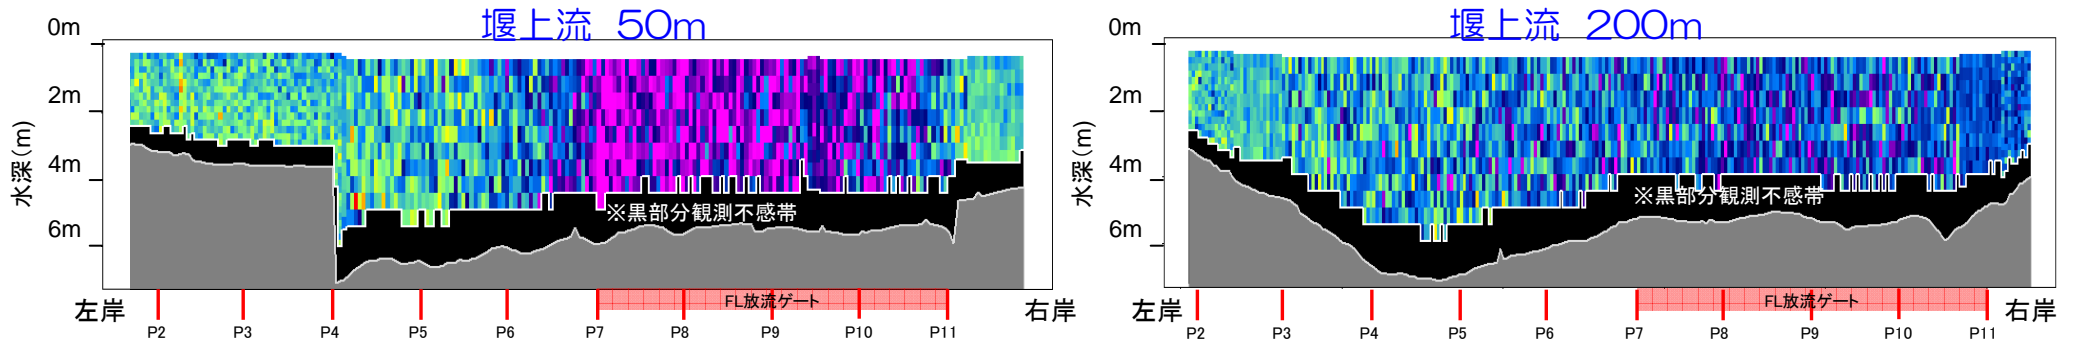 堰上流 50m
0m
2m
4m
6m
水深(m)
※黒部分観測不感帯
FL放流ゲート
左岸
右岸
P2
P3
P4
P5
P6
P7
P8
P9
P10
P11
堰上流 200m
0m
2m
4m
6m
水深(m)
※黒部分観測不感帯
FL放流ゲート
左岸
右岸
P2
P3
P4
P5
P6
P7
P8
P9
P10
P11